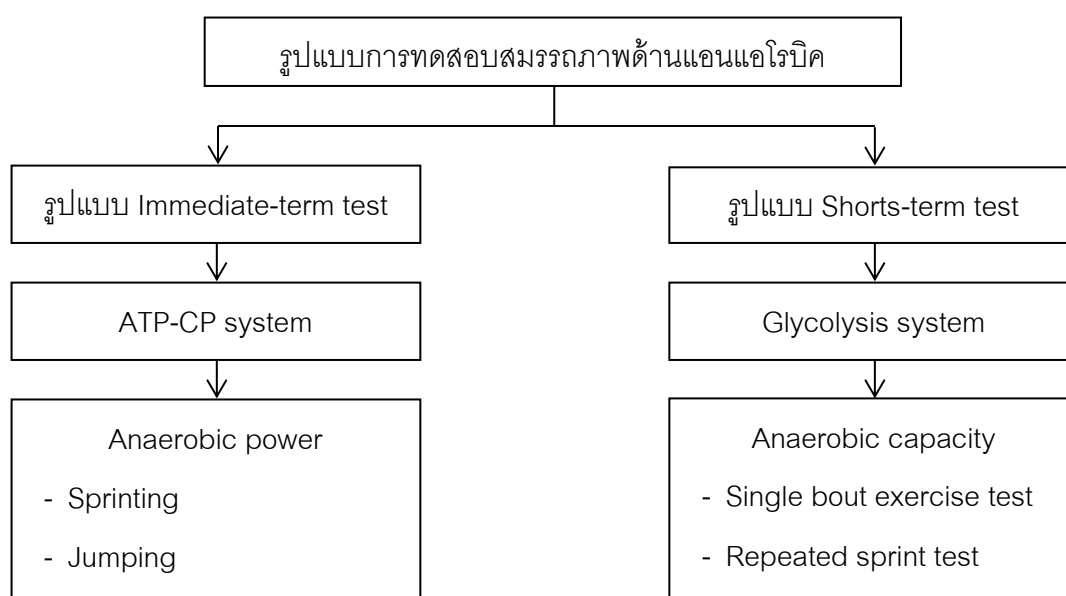 รูปแบบการทดสอบสมรรถภาพด้านแอนแอโรบิค
รูปแบบ Immediate-term test
ATP-CP system
Anaerobic power
- Sprinting
- Jumping
รูปแบบ Shorts-term test
Glycolysis system
Anaerobic capacity
- Single bout exercise test
- Repeated sprint test